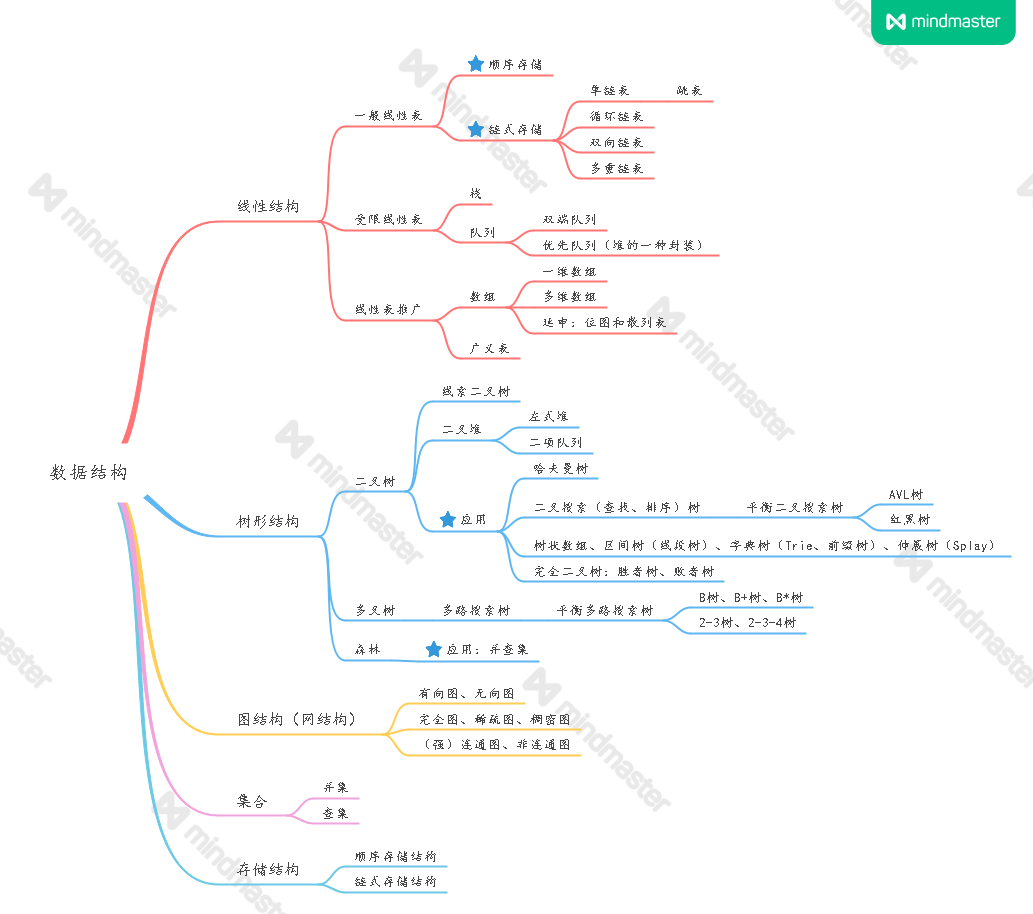 mindmaster
数据结构
线性结构
一般线性表
顺序存储
链式存储
单链表
跳表
循环链表
双向链表
多重链表
受限线性表
栈
队列
双端队列
优先队列（堆的一种封装）
线性表推广
数组
一维数组
多维数组
延申：位图和散列表
广义表
树形结构
二叉树
线索二叉树
二叉堆
左式堆
二项队列
应用
哈夫曼树
二叉搜索（查找、排序）树
平衡二叉搜索树
AVL树
红黑树
树状数组、区间树（线段树）、字典树（Trie、前缀树）、伸展树（Splay）
完全二叉树：胜者树、败者树
多叉树
多路搜索树
平衡多路搜索树
B树、B+树、B*树
2-3树、2-3-4树
森林
应用：并查集
图结构（网结构）
有向图、无向图
完全图、稀疏图、稠密图
（强）连通图、非连通图
集合
并集
查集
存储结构
顺序存储结构
链式存储结构
mindmaster
mindmaster
mindmaster
mindmaster
mindmaster
mindmaster
mindmaster
mindmaster